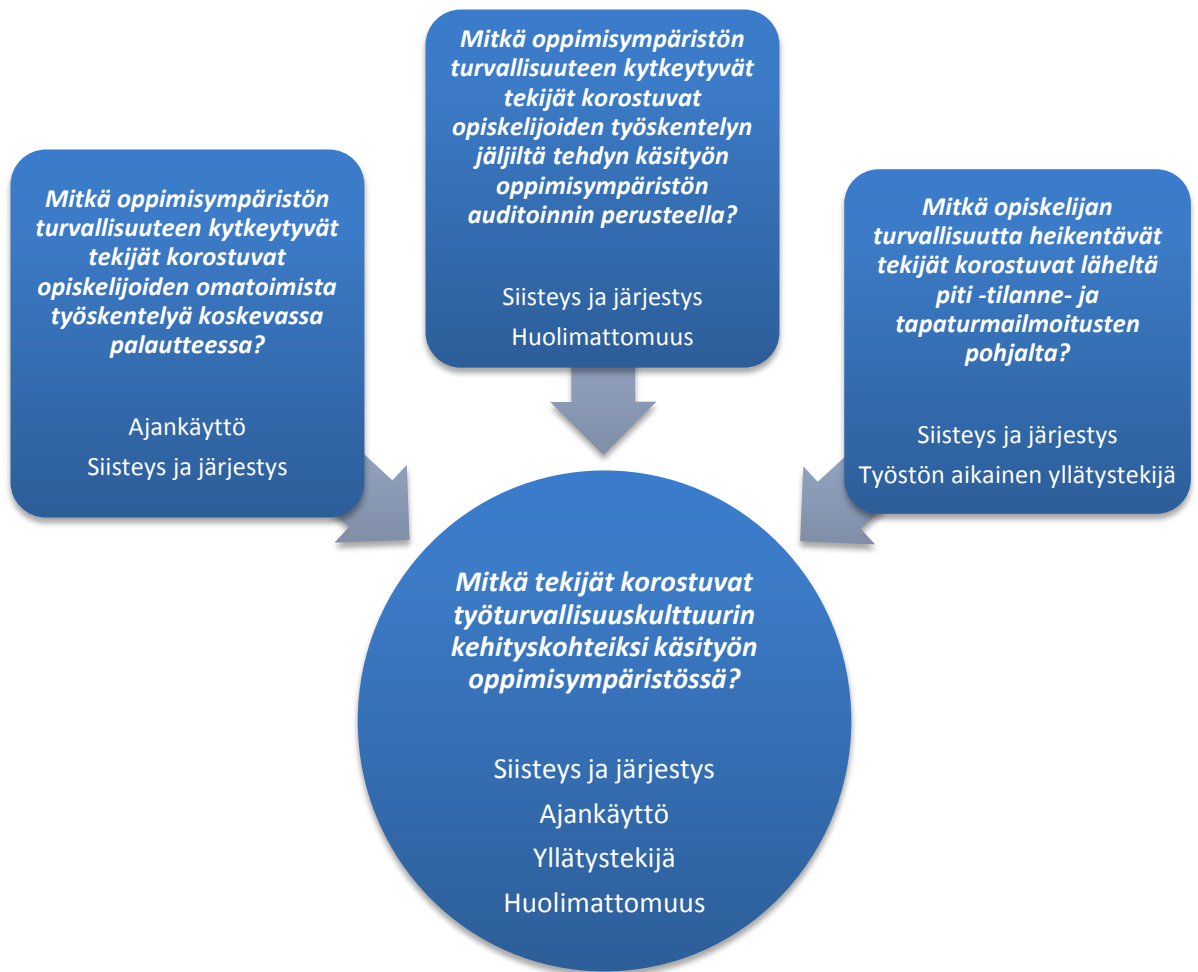 Mitkä oppimisympäristön
turvallisuuteen kytkeytyvät
tekijät korostuvat
opiskelijoiden omatoimista
työskentelyä koskevassa
palautteessa?
Ajankäyttö
Siisteys ja järjestys
Mitkä oppimisympäristön
turvallisuuteen kytkeytyvät
tekijät korostuvat
opiskelijoiden työskentelyn
jäljiltä tehdyn käsityön
oppimisympäristön
auditoinnin perusteella?
Siisteys ja järjestys
Huolimattomuus
Mitkä opiskelijan
turvallisuutta heikentävät
tekijät korostuvat läheltä
piti -tilanne- ja
tapaturmailmoitusten
pohjalta?
Siisteys ja järjestys
Työstön aikainen yllätystekijä
Mitkä tekijät korostuvat
työturvallisuuskulttuurin
kehityskohteiksi käsityön
oppimisympäristössä?
Siisteys ja järjestys
Ajankäyttö
Yllätystekijä
Huolimattomuus